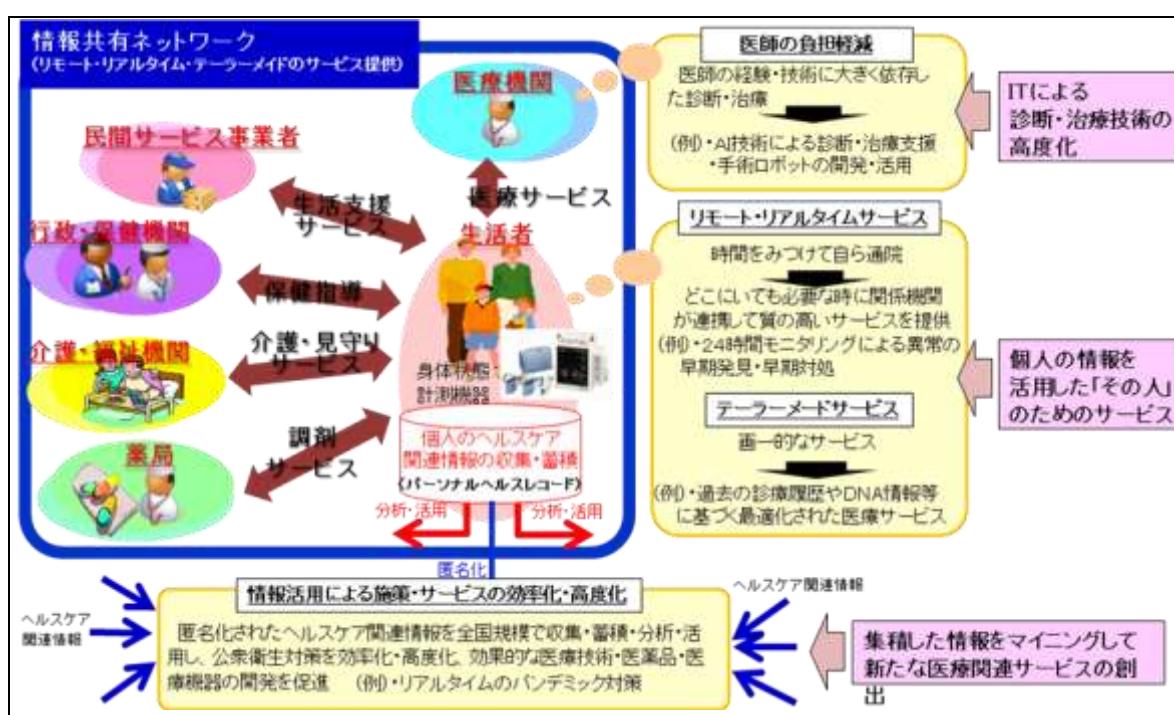 情報共有ネットワーク
(リモート・リアルタイム・テーラーメイドのサービス提供)
医療機関
民間サービス事業者
生活支援
サービス
医療サービス
行政・保健機関
生活者
保健指導
介護・福祉機関
介護・見守り
サービス
身体状態
計測機器
薬局
調剤
サービス
個人のヘルスケア
関連情報の収集・蓄積
(パーソナルヘルスレコード)
分析・活用
分析・活用
匿名化
医師の負担軽減
医師の経験・技術に大きく依存し
た診断・治療
(例)・AI技術による診断・治療支援
・手術ロボットの開発・活用
ITによる
診断・治療技術の
高度化
リモート・リアルタイムサービス
時間をみつけて自ら通院
どこにいても必要な時に関係機関
が連携して質の高いサービスを提供
(例)・24時間モニタリングによる異常の
早期発見・早期対処
テーラーメードサービス
画一的なサービス
(例)・過去の診療履歴やDNA情報等
に基づく最適化された医療サービス
個人の情報を
活用した「その人」
のためのサービス
情報活用による施策・サービスの効率化・高度化
ヘルスケア
関連情報
ヘルスケア関連情報
匿名化されたヘルスケア関連情報を全国規模で収集・蓄積・分析・活
用し、公衆衛生対策を効率化・高度化、効果的な医療技術・医薬品・医
療機器の開発を促進 (例)・リアルタイムのパンデミック対策
集積した情報をマイニングして
新たな医療関連サービスの創
出